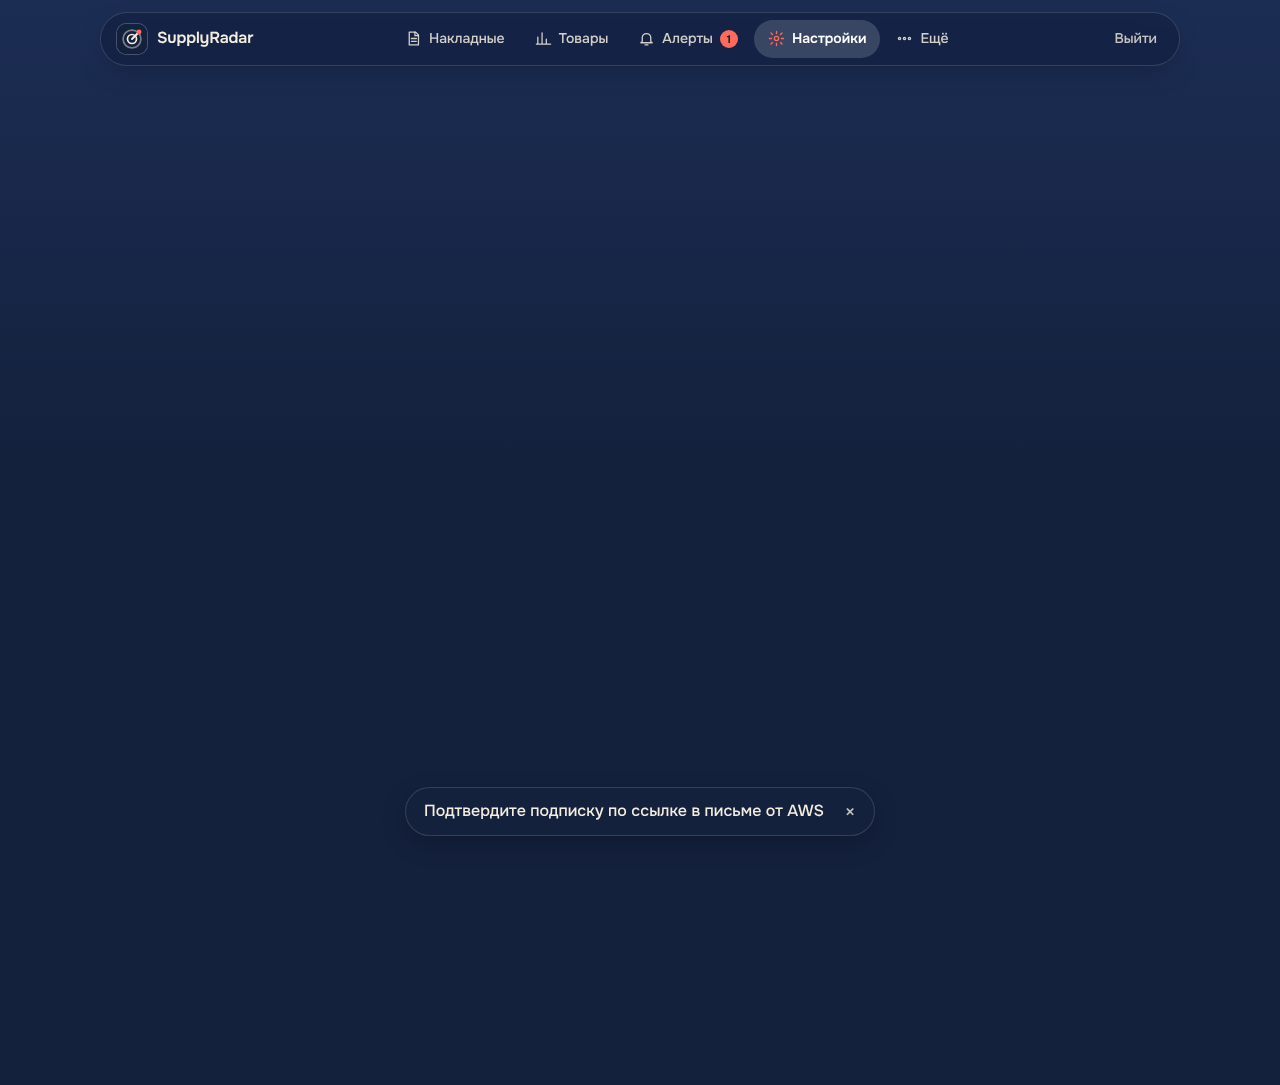 SupplyRadar
Накладные
Товары
Алерты 1
Настройки
Ещё
Выйти
Подтвердите подписку по ссылке в письме от AWS ×